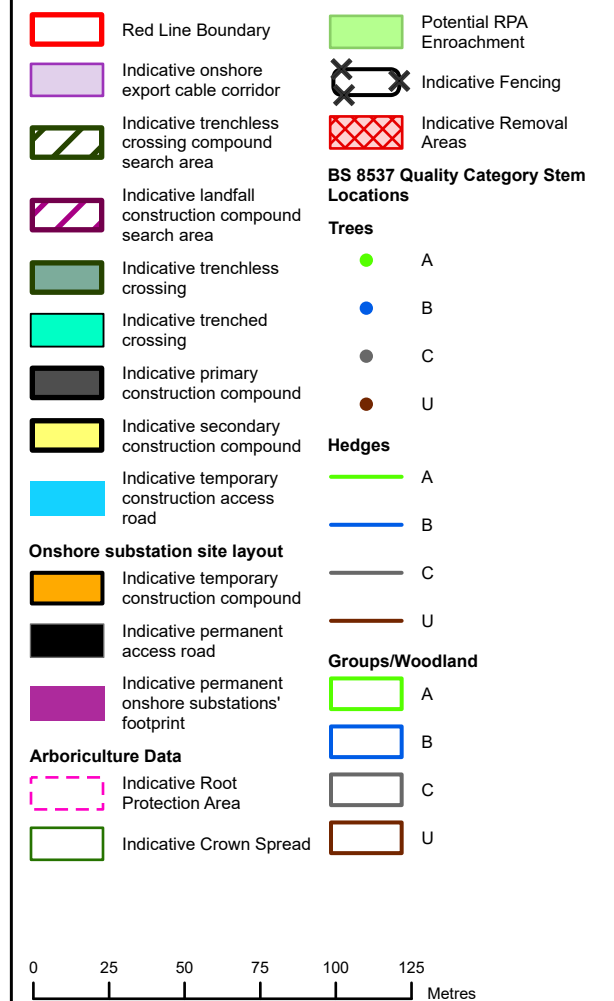 Red Line Boundary
Indicative onshore
export cable corridor
Indicative trenchless
crossing compound
search area
Indicative landfall
construction compound
search area
Indicative trenchless
crossing
Indicative trenched
crossing
Indicative primary
construction compound
Indicative secondary
construction compound
Indicative temporary
construction access
road
Onshore substation site layout
Indicative temporary
construction compound
Indicative permanent
access road
Indicative permanent
onshore substations'
footprint
Arboriculture Data
Indicative Root
Protection Area
Indicative Crown Spread
Potential RPA
Enroachment
Indicative Fencing
Indicative Removal
Areas
BS 8537 Quality Category Stem
Locations
Trees
A
B
C
U
Hedges
A
B
C
U
Groups/Woodland
A
B
C
U
0 25 50 75 100 125
Metres